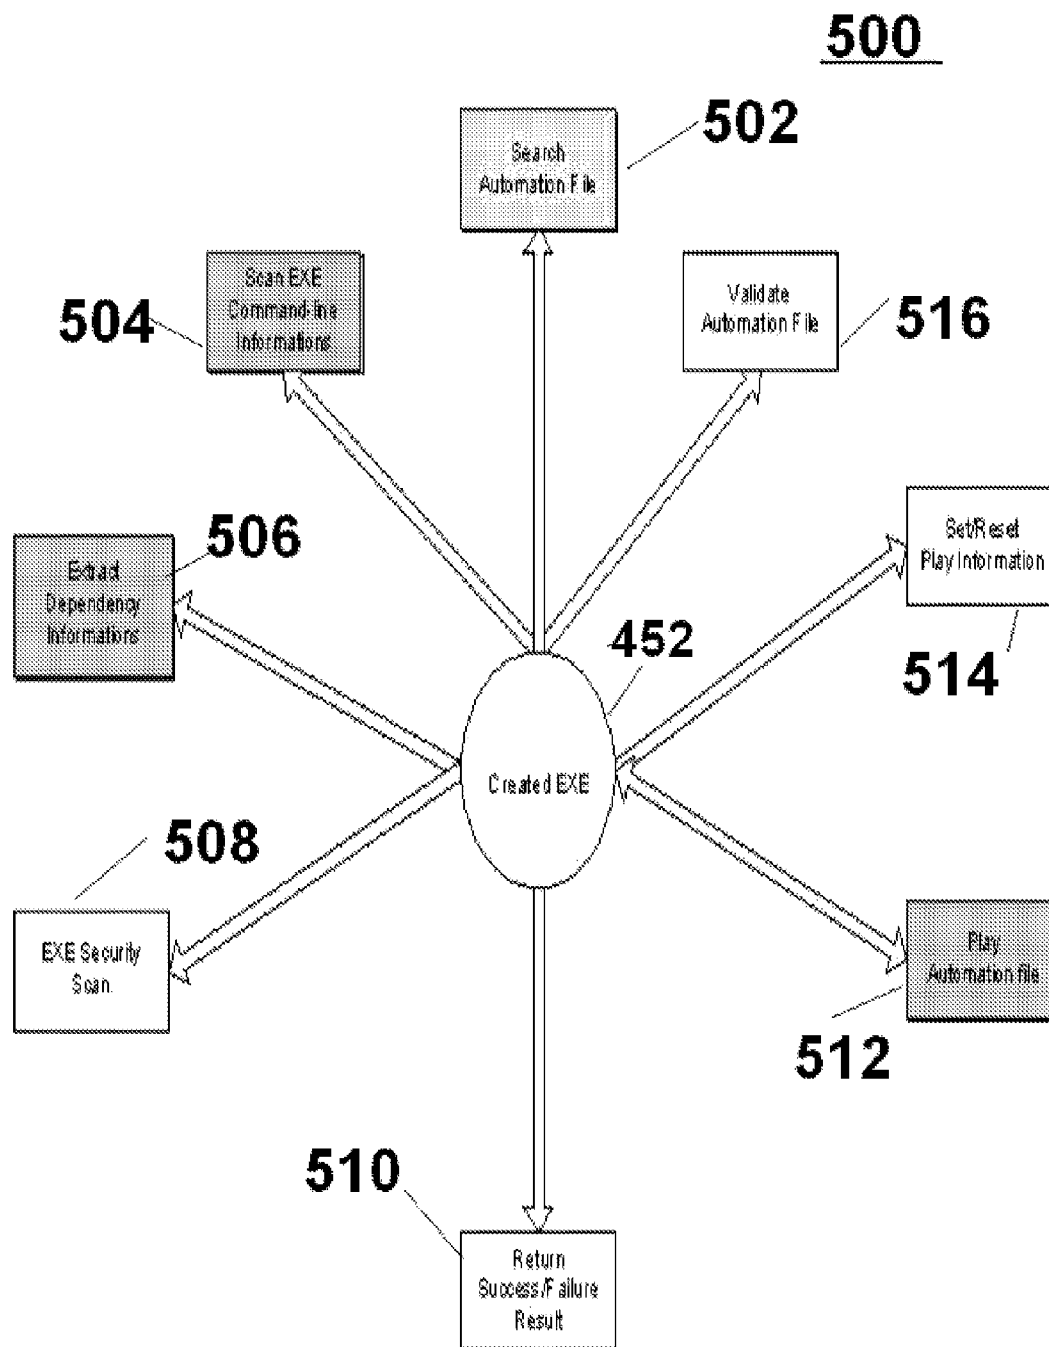 500
502
Search
Automation File
Scan EXE
Command-line
Informations
504
Validate
Automation File
516
506
Extract
Dependency
Informations
Set/Reset
Play Information
514
452
Created EXE
508
EXE Security
Scan.
Play
Automation file
512
510
Return
Success/Failure
Result